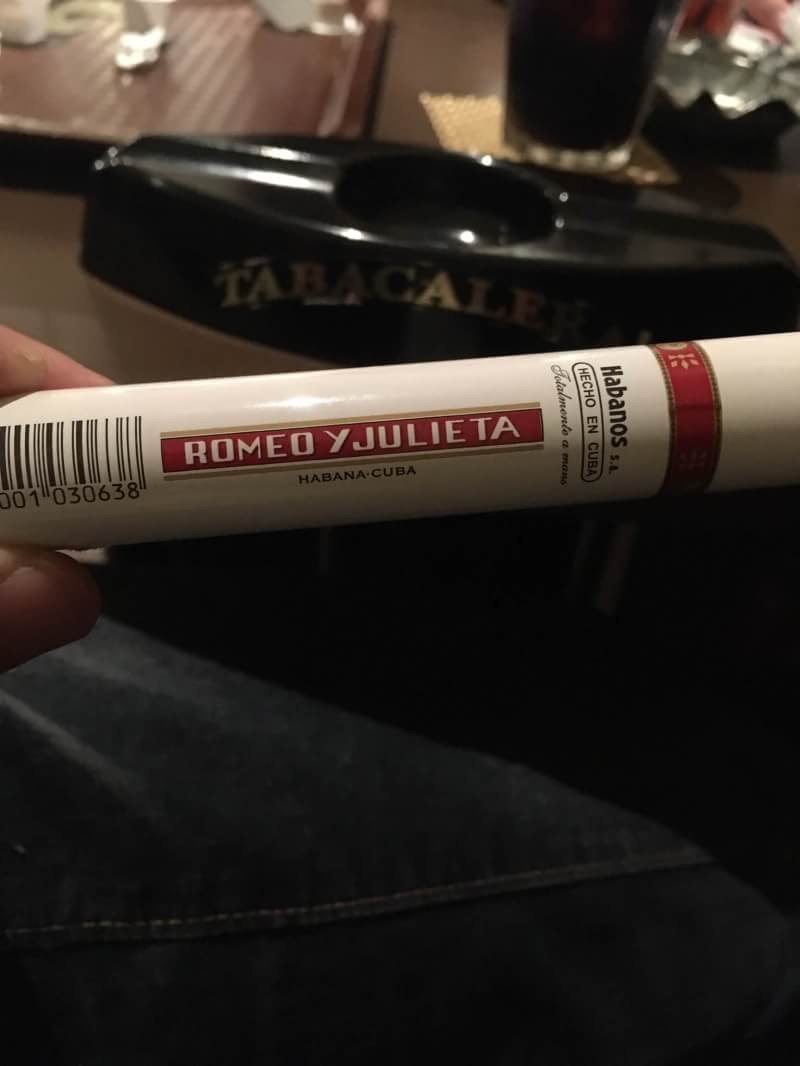 TABACALERA
ROMEO Y JULIETA
HABANA-CUBA
001 030638
Habanos s.a.
HECHO EN CUBA
Totalmente a mano